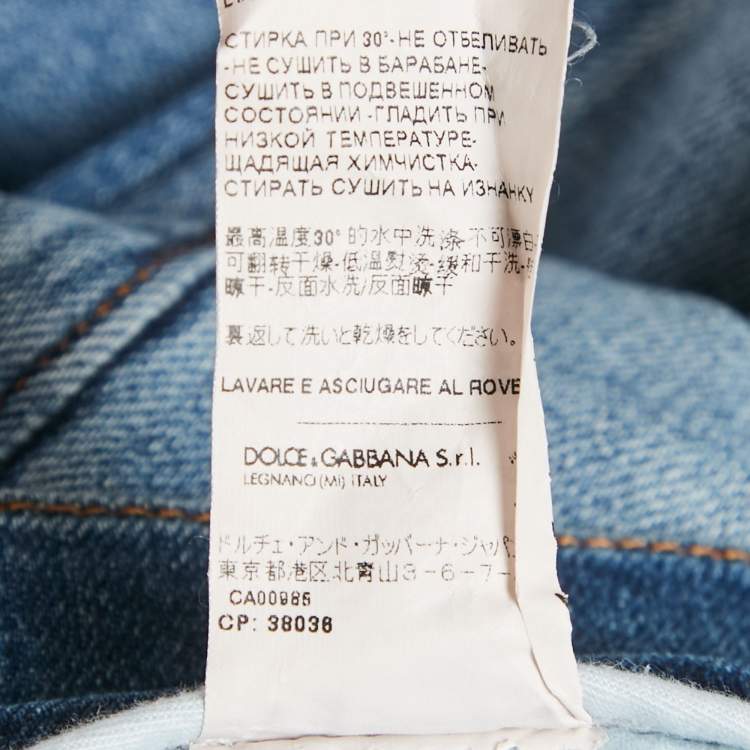 СТИРКА ПРИ 30°-НЕ ОТБЕЛИВАТЬ
-НЕ СУШИТЬ В БАРАБАНЕ-
СУШИТЬ В ПОДВЕШЕННОМ
СОСТОЯНИИ -ГЛАДИТЬ ПРИ
НИЗКОЙ ТЕМПЕРАТУРЕ-
ЩАДЯЩАЯ ХИМЧИСТКА-
СТИРАТЬ СУШИТЬ НА ИЗНАНКУ
最高温度30°的水中洗涤-不可漂白-
可翻转干燥-低温熨烫-缓和干洗-
曠干-反面水洗/反面曠干
裏返して洗いと乾燥をしてください。
LAVARE E ASCIUGARE AL ROVE
DOLCE & GABBANA S.r.l.
LEGNANO (MI) ITALY
ドルチェ・アンド・ガッバーナ・ジャパ
東京都港区北青山3-6-7-
CA00985
CP: 38036